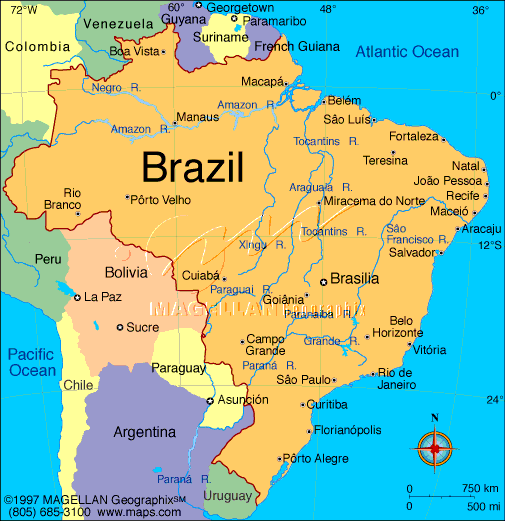 72°W
60°
48°
36°
Georgetown
Venezuela
Guyana
Paramaribo
Suriname
Colombia
Boa Vista
French Guiana
Atlantic Ocean
Macapá
0°
Negro R.
Amazon R.
Belém
Manaus
São Luís
Amazon R.
Tocantins R.
Fortaleza
Teresina
Brazil
Natal
Araguaia R.
João Pessoa
Rio
Branco
Pôrto Velho
Miracema do Norte
Recife
Maceió
Tocantins R.
São
Francisco R.
Aracaju
12°S
Xingu R.
Salvador
Peru
Bolivia
Cuiabá
Brasilia
Paraguai R.
La Paz
Goiânia
MAGELLAN Geographix
Paranaiba R.
Sucre
Belo
Horizonte
Campo
Grande
Grande R.
Vitória
Pacific
Ocean
Paraguay
Paraná R.
Chile
São Paulo
Rio de
Janeiro
Asunción
24°
Curitiba
Argentina
Florianópolis
N
Pôrto Alegre
Paraná R.
Uruguay
0 750 km
0 500 mi
©1997 MAGELLAN Geographix℠
(805) 685-3100 www.maps.com